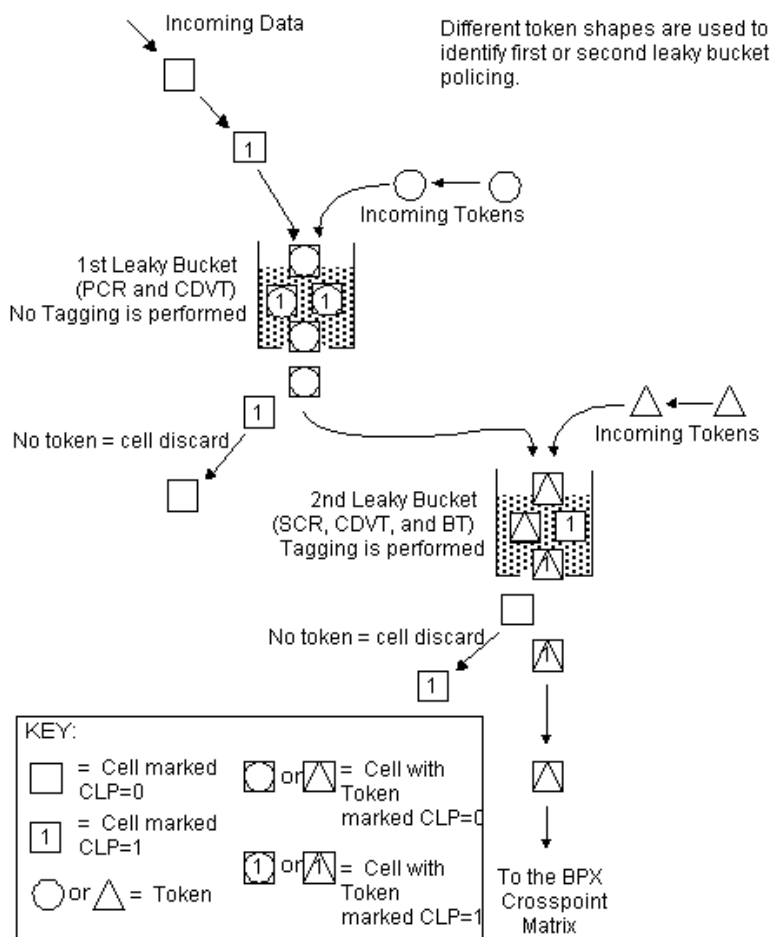 Incoming Data
Different token shapes are used to
identify first or second leaky bucket
policing.
1
Incoming Tokens
1st Leaky Bucket
(PCR and CDVT)
No Tagging is performed
1
1
1
No token = cell discard
Incoming Tokens
2nd Leaky Bucket
(SCR, CDVT, and BT)
Tagging is performed
1
1
No token = cell discard
1
1
KEY:
= Cell marked
CLP=0
or = Cell with
Token
marked CLP=0
1 = Cell marked
CLP=1
1 or 1 = Cell with
Token
marked CLP=1
or = Token
To the BPX
Crosspoint
Matrix